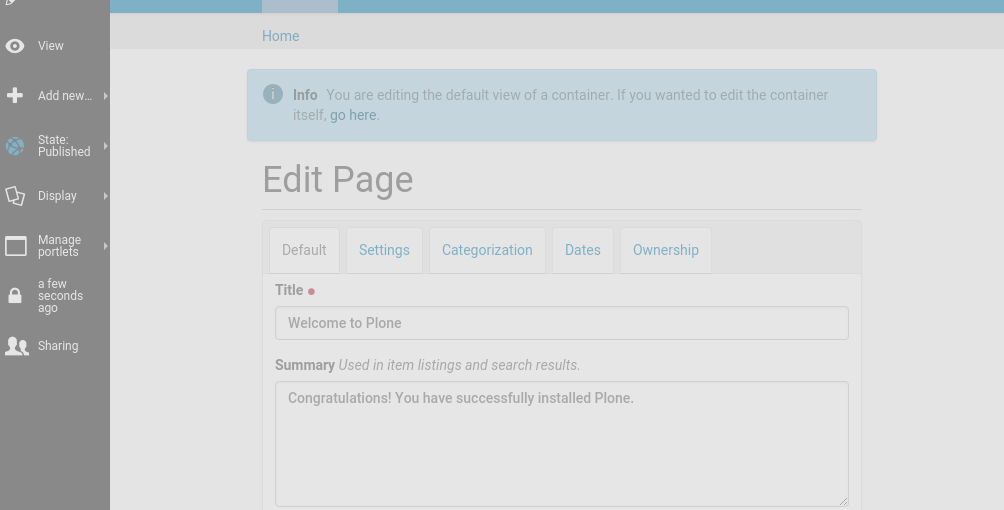 View
Add new...
State:
Published
Display
Manage
portlets
a few
seconds
ago
Sharing
Home
Info You are editing the default view of a container. If you wanted to edit the container
itself, go here.
Edit Page
Default Settings Categorization Dates Ownership
Title
Welcome to Plone
Summary Used in item listings and search results.
Congratulations! You have successfully installed Plone.